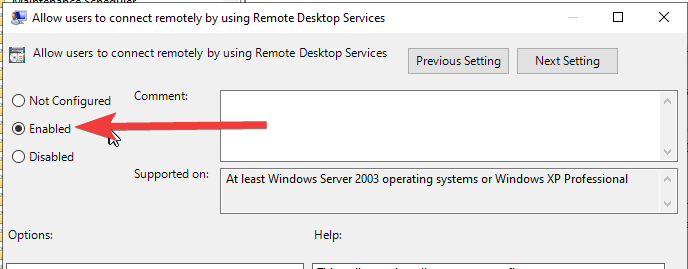 Maintenance Scheduler
Allow users to connect remotely by using Remote Desktop Services
Allow users to connect remotely by using Remote Desktop Services
Previous Setting
Next Setting
Not Configured
Comment:
Enabled
Disabled
Supported on:
At least Windows Server 2003 operating systems or Windows XP Professional
Options:
Help: